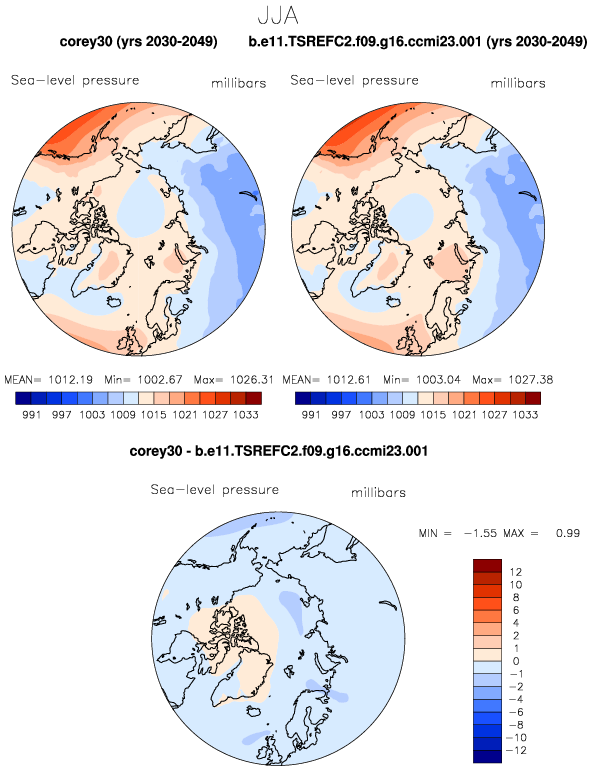 JJA
corey30 (yrs 2030-2049) b.e11.TSREFC2.f09.g16.ccmi23.001 (yrs 2030-2049)
Sea-level pressure millibars Sea-level pressure millibars
MEAN= 1012.19 Min= 1002.67 Max= 1026.31 MEAN= 1012.61 Min= 1003.04 Max= 1027.38
991 997 1003 1009 1015 1021 1027 1033 991 997 1003 1009 1015 1021 1027 1033
corey30 - b.e11.TSREFC2.f09.g16.ccmi23.001
Sea-level pressure millibars
MIN = -1.55 MAX = 0.99
12
10
8
6
4
2
1
0
-1
-2
-4
-6
-8
-10
-12